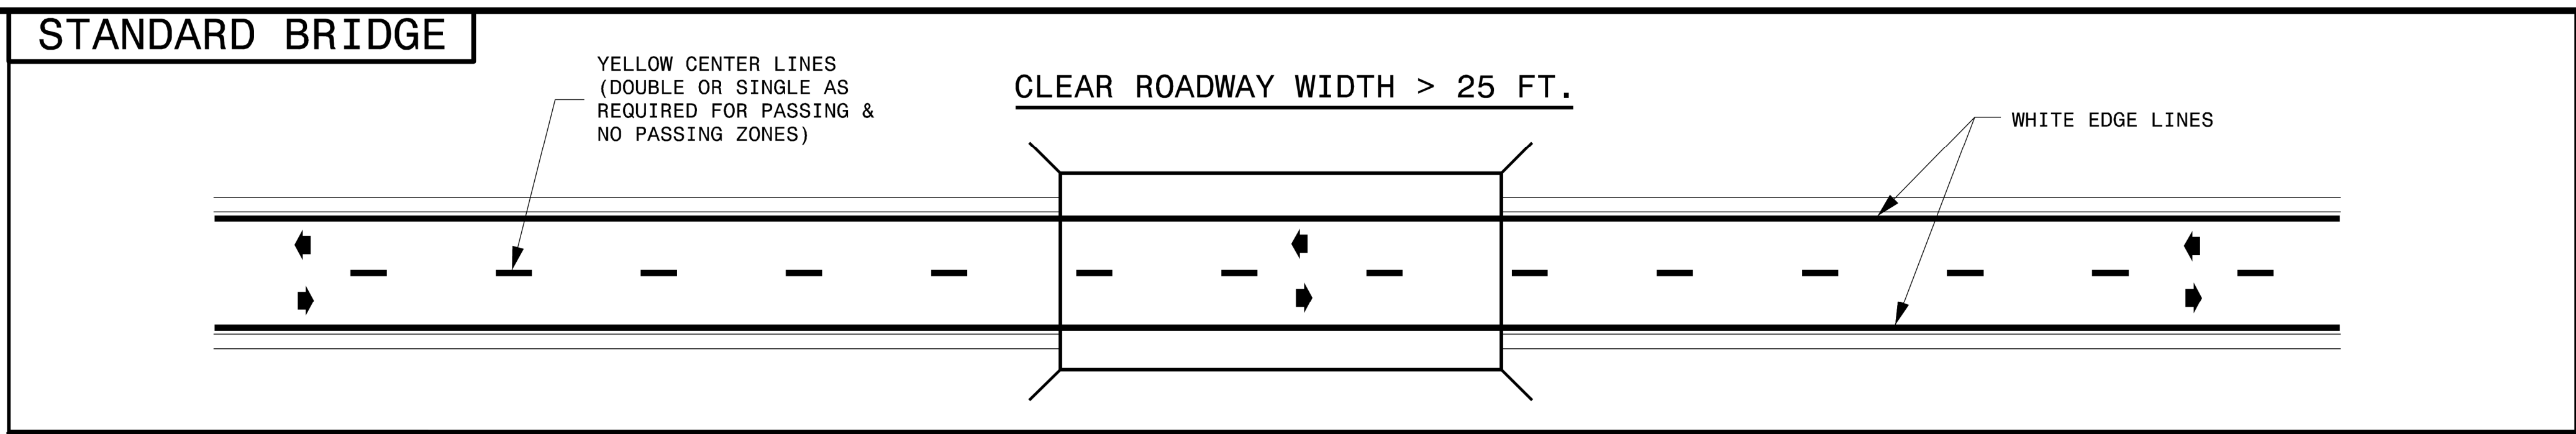 STANDARD BRIDGE
YELLOW CENTER LINES
(DOUBLE OR SINGLE AS
REQUIRED FOR PASSING &
NO PASSING ZONES)
CLEAR ROADWAY WIDTH > 25 FT.
WHITE EDGE LINES